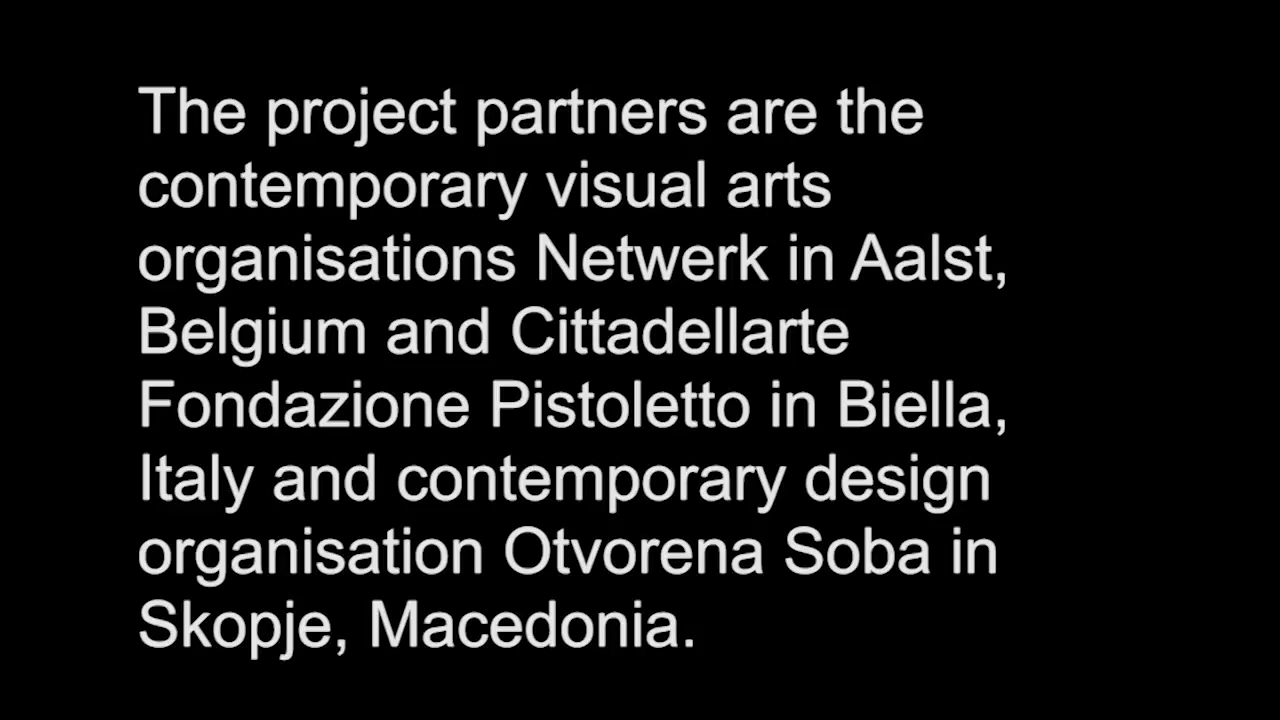 The project partners are the
contemporary visual arts
organisations Netwerk in Aalst,
Belgium and Cittadellarte
Fondazione Pistoletto in Biella,
Italy and contemporary design
organisation Otvorena Soba in
Skopje, Macedonia.